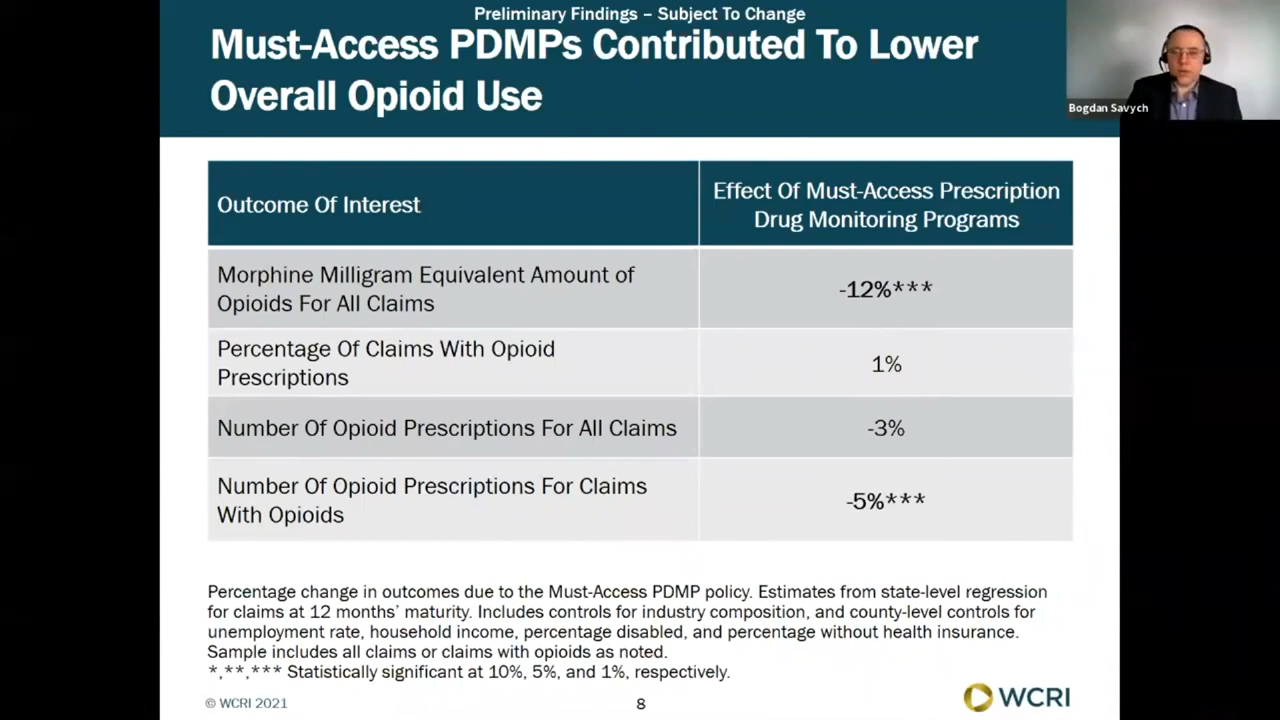 Preliminary Findings – Subject To Change
Must-Access PDMPs Contributed To Lower
Overall Opioid Use
Bogdan Savych
Outcome Of Interest
Effect Of Must-Access Prescription
Drug Monitoring Programs
Morphine Milligram Equivalent Amount of
Opioids For All Claims
-12%***
Percentage Of Claims With Opioid
Prescriptions
1%
Number Of Opioid Prescriptions For All Claims
-3%
Number Of Opioid Prescriptions For Claims
With Opioids
-5%***
Percentage change in outcomes due to the Must-Access PDMP policy. Estimates from state-level regression
for claims at 12 months’ maturity. Includes controls for industry composition, and county-level controls for
unemployment rate, household income, percentage disabled, and percentage without health insurance.
Sample includes all claims or claims with opioids as noted.
*,**,*** Statistically significant at 10%, 5%, and 1%, respectively.
© WCRI 2021
8
WCRI